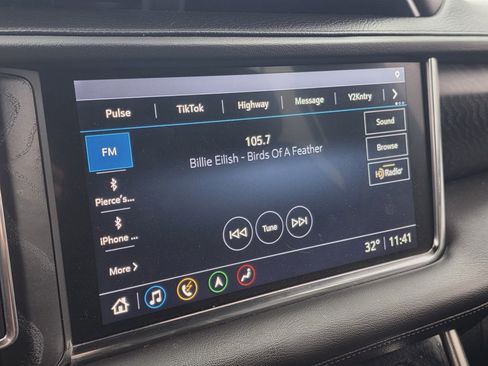 Pulse TikTok Highway Message Y2Kntry
FM
105.7
Billie Eilish - Birds Of A Feather
Sound
Browse
HD Radio
Pierce's...
iPhone ...
More
Tune
32° 11:41